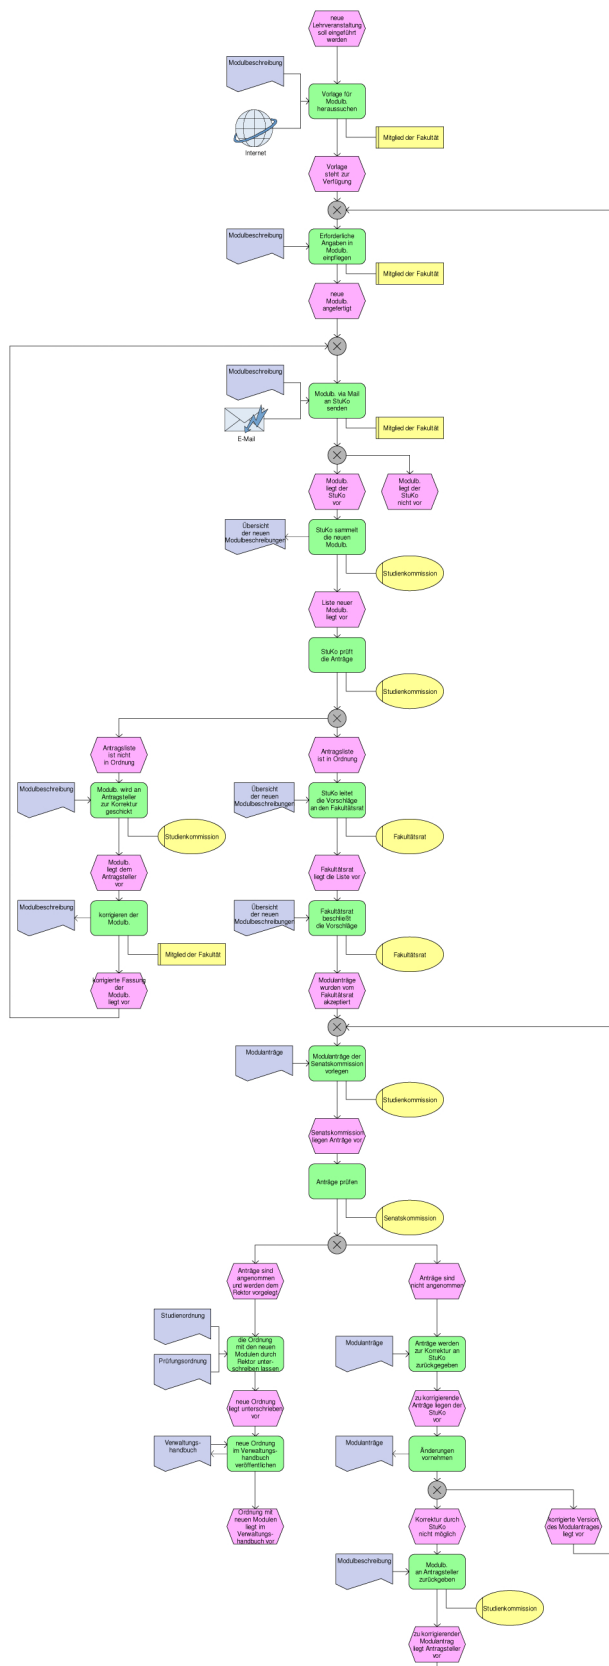 neue
Lehrveranstaltung
soll eingeführt
werden
Modulbeschreibung
Vorlage für
Modulb.
heraussuchen
Internet
Mitglied der Fakultät
Vorlage
steht zur
Verfügung
Modulbeschreibung
Erforderliche
Angaben in
Modulb.
einpflegen
Mitglied der Fakultät
neue
Modulb.
angefertigt
Modulbeschreibung
Modulb. via Mail
an StuKo
senden
E-Mail
Mitglied der Fakultät
Modulb.
liegt der
StuKo
vor
Modulb.
liegt der
StuKo
nicht vor
Übersicht
der neuen
Modulbeschreibungen
StuKo sammelt
die neuen
Modulb.
Studienkommission
Liste neuer
Modulb.
liegt vor
StuKo prüft
die Anträge
Studienkommission
Antragsliste
ist nicht
in Ordnung
Antragsliste
ist in Ordnung
Modulbeschreibung
Modulb. wird an
Antragsteller
zur Korrektur
geschickt
Übersicht
der neuen
Modulbeschreibungen
StuKo leitet
die Vorschläge
an den Fakultätsrat
Studienkommission
Fakultätsrat
Modulb.
liegt dem
Antragsteller
vor
Fakultätsrat
liegt die Liste vor
Modulbeschreibung
korrigieren der
Modulb.
Übersicht
der neuen
Modulbeschreibungen
Fakultätsrat
beschließt
die Vorschläge
Mitglied der Fakultät
Fakultätsrat
korrigierte Fassung
der
Modulb.
liegt vor
Modulanträge
wurden vom
Fakultätsrat
akzeptiert
Modulanträge
Modulanträge der
Senatskommission
vorlegen
Studienkommission
Senatskommission
liegen Anträge vor
Anträge prüfen
Senatskommission
Anträge sind
angenommen
und werden dem
Rektor vorgelegt
Anträge sind
nicht angenommen
Studienordnung
Prüfungsordnung
die Ordnung
mit den neuen
Modulen durch
Rektor unter-
schreiben lassen
Modulanträge
Anträge werden
zur Korrektur an
StuKo
zurückgegeben
neue Ordnung
liegt unterschrieben
vor
zu korrigierende
Anträge liegen der
StuKo
vor
Verwaltungs-
handbuch
neue Ordnung
im Verwaltungs-
handbuch
veröffentlichen
Modulanträge
Änderungen
vornehmen
Ordnung mit
neuen Modulen
liegt im
Verwaltungs-
handbuch vor
Korrektur durch
StuKo
nicht möglich
korrigierte Version
des Modulantrages
liegt vor
Modulbeschreibung
Modulb.
an Antragsteller
zurückgeben
Studienkommission
zu korrigierender
Modulantrag
liegt Antragsteller
vor